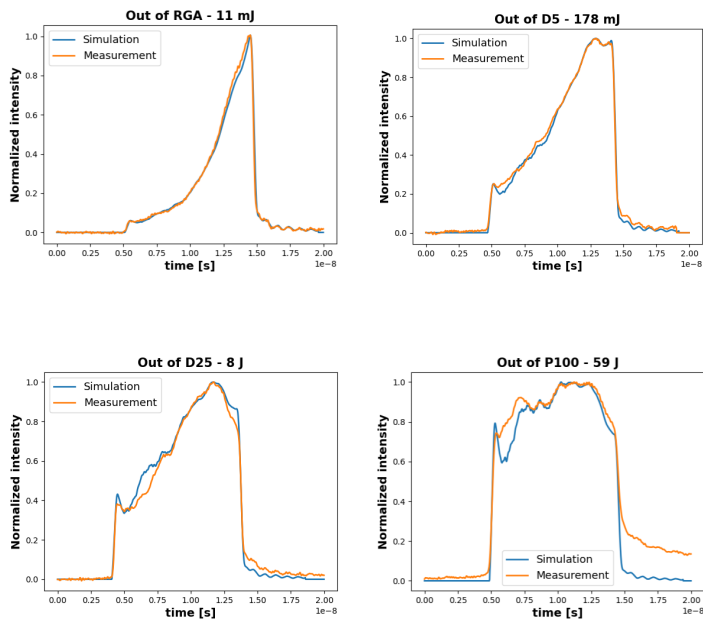 Out of RGA - 11 mJ
Simulation
Measurement
Normalized intensity
1.0
0.8
0.6
0.4
0.2
0.0
0.00 0.25 0.50 0.75 1.00 1.25 1.50 1.75 2.00
time [s]
1e−8
Out of D5 - 178 mJ
Simulation
Measurement
Normalized intensity
1.0
0.8
0.6
0.4
0.2
0.0
0.00 0.25 0.50 0.75 1.00 1.25 1.50 1.75 2.00
time [s]
1e−8
Out of D25 - 8 J
Simulation
Measurement
Normalized intensity
1.0
0.8
0.6
0.4
0.2
0.0
0.00 0.25 0.50 0.75 1.00 1.25 1.50 1.75 2.00
time [s]
1e−8
Out of P100 - 59 J
Normalized intensity
1.0
0.8
0.6
0.4
0.2
0.0
Simulation
Measurement
0.00 0.25 0.50 0.75 1.00 1.25 1.50 1.75 2.00
time [s]
1e−8